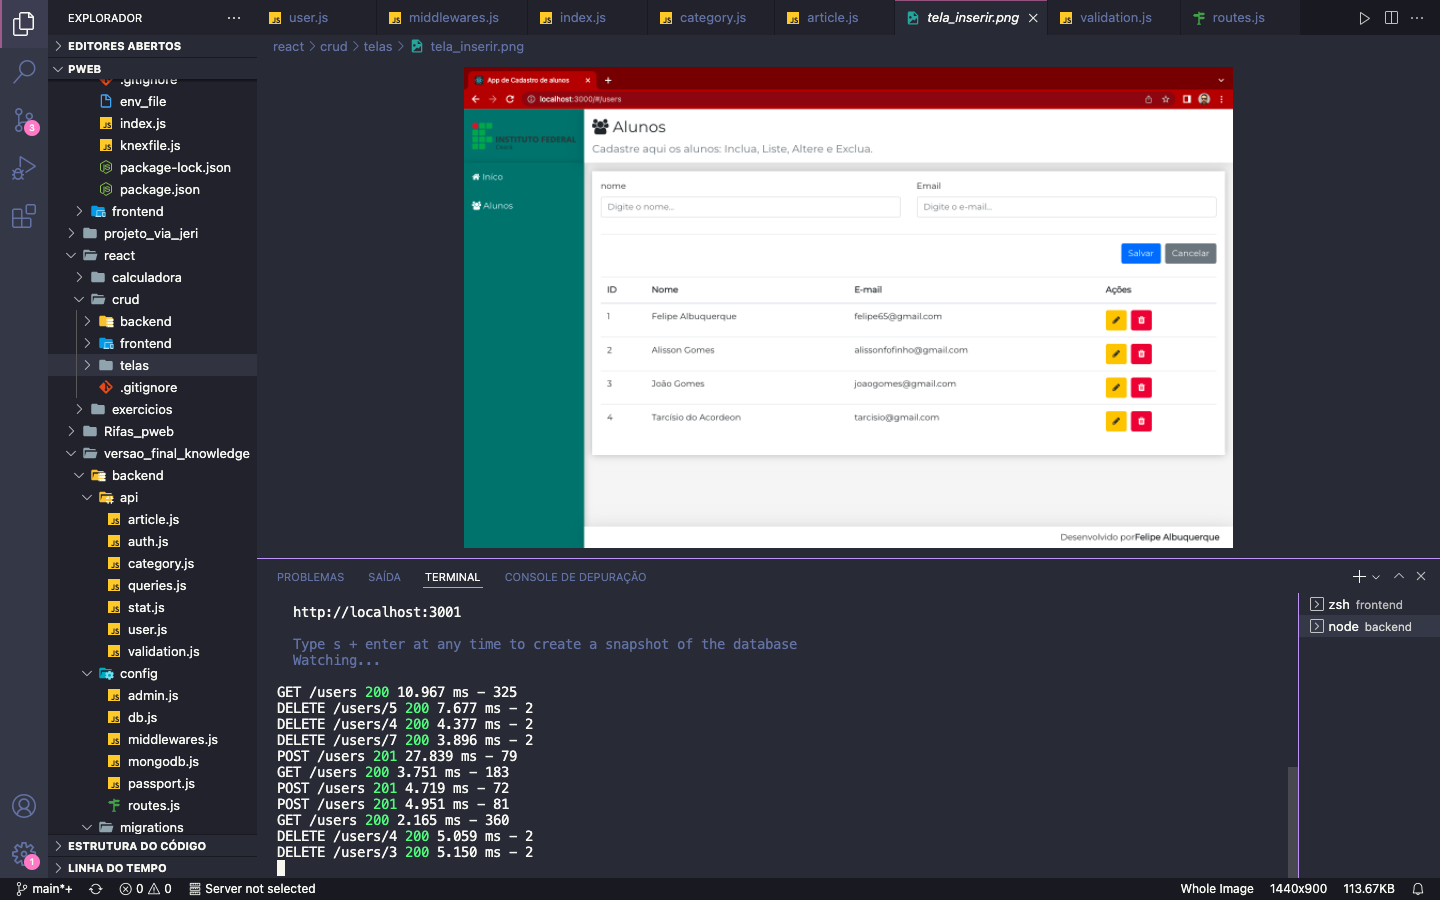 EXPLORADOR
EDITORES ABERTOS
PWEB
.gitignore
env_file
index.js
knexfile.js
package-lock.json
package.json
frontend
projeto_via_jeri
react
calculadora
crud
backend
frontend
telas
.gitignore
exercicios
Rifas_pweb
versao_final_knowledge
backend
api
article.js
auth.js
category.js
queries.js
stat.js
user.js
validation.js
config
admin.js
db.js
middlewares.js
mongodb.js
passport.js
routes.js
migrations
ESTRUTURA DO CÓDIGO
LINHA DO TEMPO
3
1
user.js middlewares.js index.js category.js article.js tela_inserir.png validation.js routes.js
react crud telas tela_inserir.png
App de Cadastro de alunos
localhost:3000/#/users
INSTITUTO FEDERAL
Ceará
Início
Alunos
Alunos
Cadastre aqui os alunos: Inclua, Liste, Altere e Exclua.
nome Email
Digite o nome... Digite o e-mail...
Salvar Cancelar
ID Nome E-mail Ações
1 Felipe Albuquerque felipe65@gmail.com
2 Alisson Gomes alissonfofinho@gmail.com
3 João Gomes joaogomes@gmail.com
4 Tarcísio do Acordeon tarcisio@gmail.com
Desenvolvido porFelipe Albuquerque
PROBLEMAS SAÍDA TERMINAL CONSOLE DE DEPURAÇÃO
http://localhost:3001
Type s + enter at any time to create a snapshot of the database
Watching...
GET /users 200 10.967 ms - 325
DELETE /users/5 200 7.677 ms - 2
DELETE /users/4 200 4.377 ms - 2
DELETE /users/7 200 3.896 ms - 2
POST /users 201 27.839 ms - 79
GET /users 200 3.751 ms - 183
POST /users 201 4.719 ms - 72
POST /users 201 4.951 ms - 81
GET /users 200 2.165 ms - 360
DELETE /users/4 200 5.059 ms - 2
DELETE /users/3 200 5.150 ms - 2
zsh frontend
node backend
main*+ 0 0 Server not selected Whole Image 1440x900 113.67KB